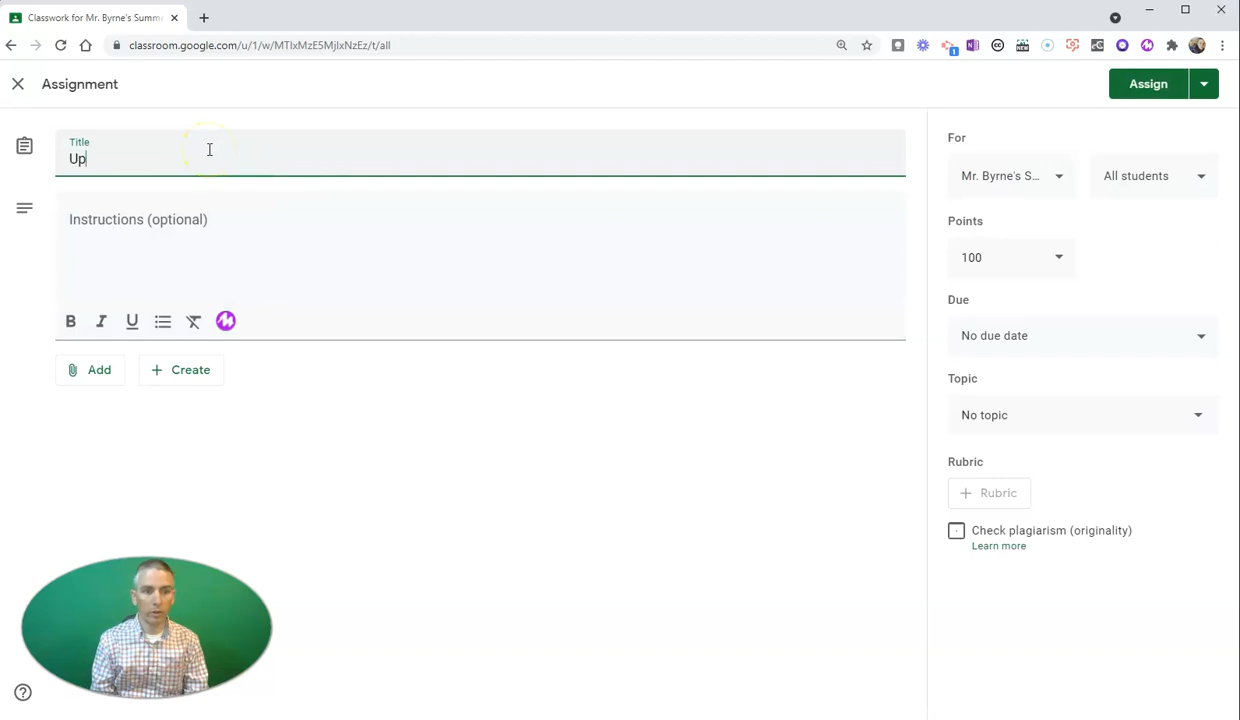 Classwork for Mr. Byrne's Summe
classroom.google.com/u/1/w/MTIxMzE5MjIxNzEz/t/all
Assignment
Assign
Title
Up
Instructions (optional)
B I U
Add
Create
For
Mr. Byrne's S...
All students
Points
100
Due
No due date
Topic
No topic
Rubric
+ Rubric
Check plagiarism (originality)
Learn more